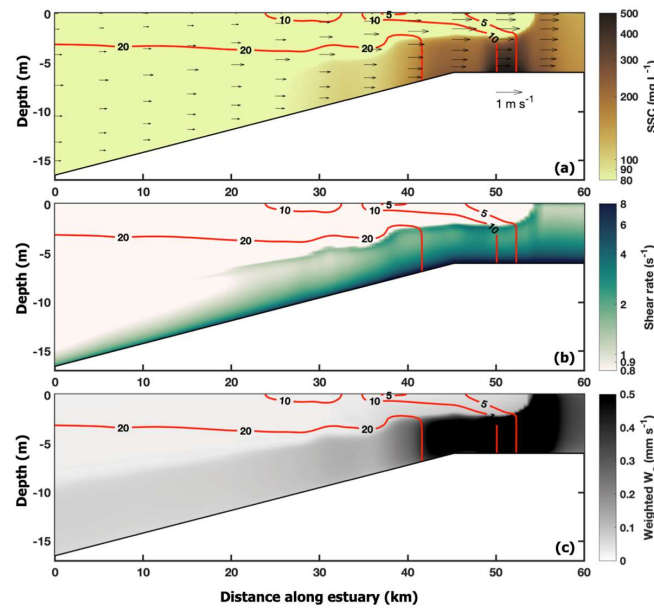 0
-5
-10
-15
Depth (m)
0 10 20 30 40 50 60
20 20 10 5 10
1 m s⁻¹
(a)
500
400
300
200
100
90
80
SSC (mg L⁻¹)
0
-5
-10
-15
Depth (m)
0 10 20 30 40 50 60
20 20 20 10 5 5 10
(b)
8
6
4
2
0.9
0.8
Shear rate (s⁻¹)
0
-5
-10
-15
Depth (m)
0 10 20 30 40 50 60
20 20 20 10 5
(c)
0.5
0.4
0.3
0.2
0.1
0
Weighted W
(mm s⁻¹)
Distance along estuary (km)